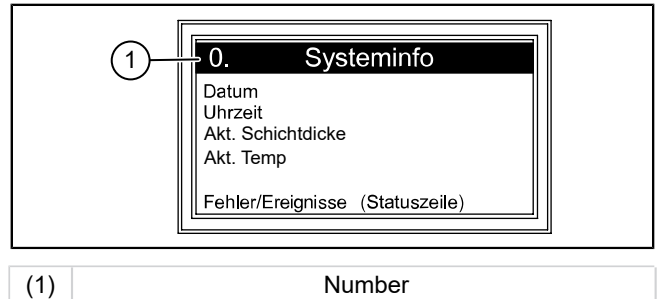 1
0. Systeminfo
Datum
Uhrzeit
Akt. Schichtdicke
Akt. Temp
Fehler/Ereignisse (Statuszeile)
(1) Number